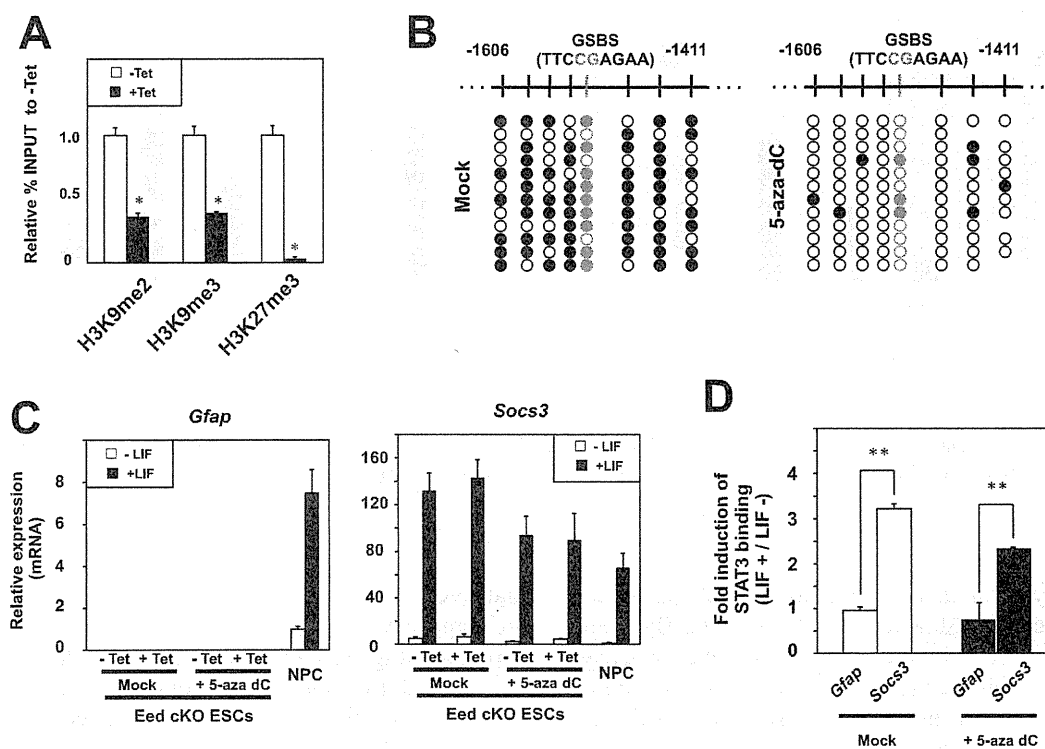 A
-Tet
+Tet
Relative % INPUT to -Tet
1.0
0.5
0
*
*
*
H3K9me2
H3K9me3
H3K27me3
B
-1606
GSBS
(TTCCGAGAA)
-1411
Mock
-1606
GSBS
(TTCCGAGAA)
-1411
5-aza-dC
C
Gfap
- LIF
+LIF
Relative expression
(mRNA)
8
6
4
2
0
- Tet + Tet
- Tet + Tet
NPC
Mock
+ 5-aza dC
Eed cKO ESCs
Socs3
- LIF
+LIF
160
120
80
60
40
0
- Tet + Tet
- Tet + Tet
NPC
Mock
+ 5-aza dC
Eed cKO ESCs
D
Fold induction of
STAT3 binding
(LIF + / LIF -)
4
3
2
1
0
**
**
Gfap
Socs3
Gfap
Socs3
Mock
+ 5-aza dC